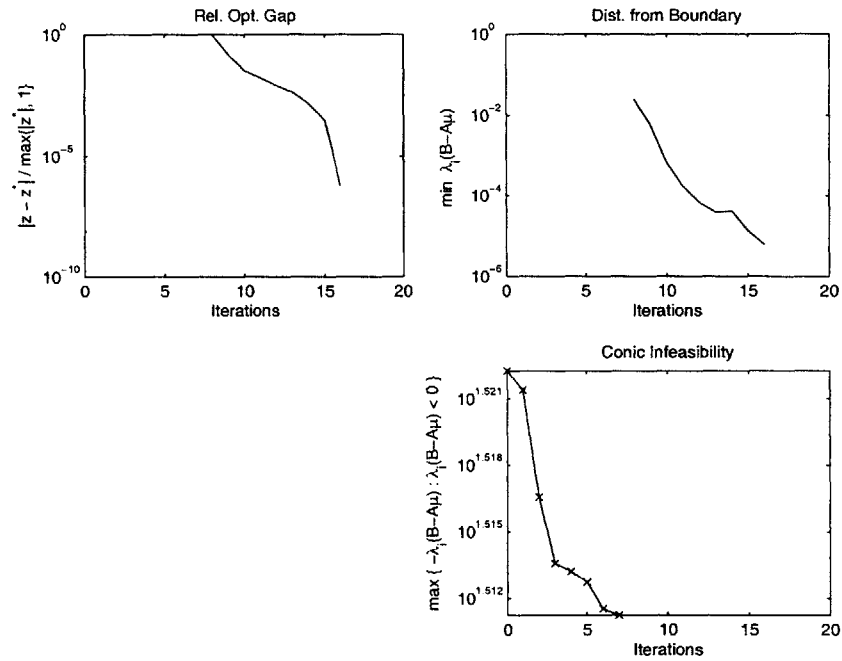 Rel. Opt. Gap
10^0
10^-5
10^-10
|z - z*| / max{|z*|, 1}
0 5 10 15 20
Iterations
Dist. from Boundary
10^0
10^-2
10^-4
10^-6
min λ_i(B-Aμ)
0 5 10 15 20
Iterations
Conic Infeasibility
10^1.521
10^1.518
10^1.515
10^1.512
max { -λ_i(B-Aμ) : λ_i(B-Aμ) < 0 }
0 5 10 15 20
Iterations